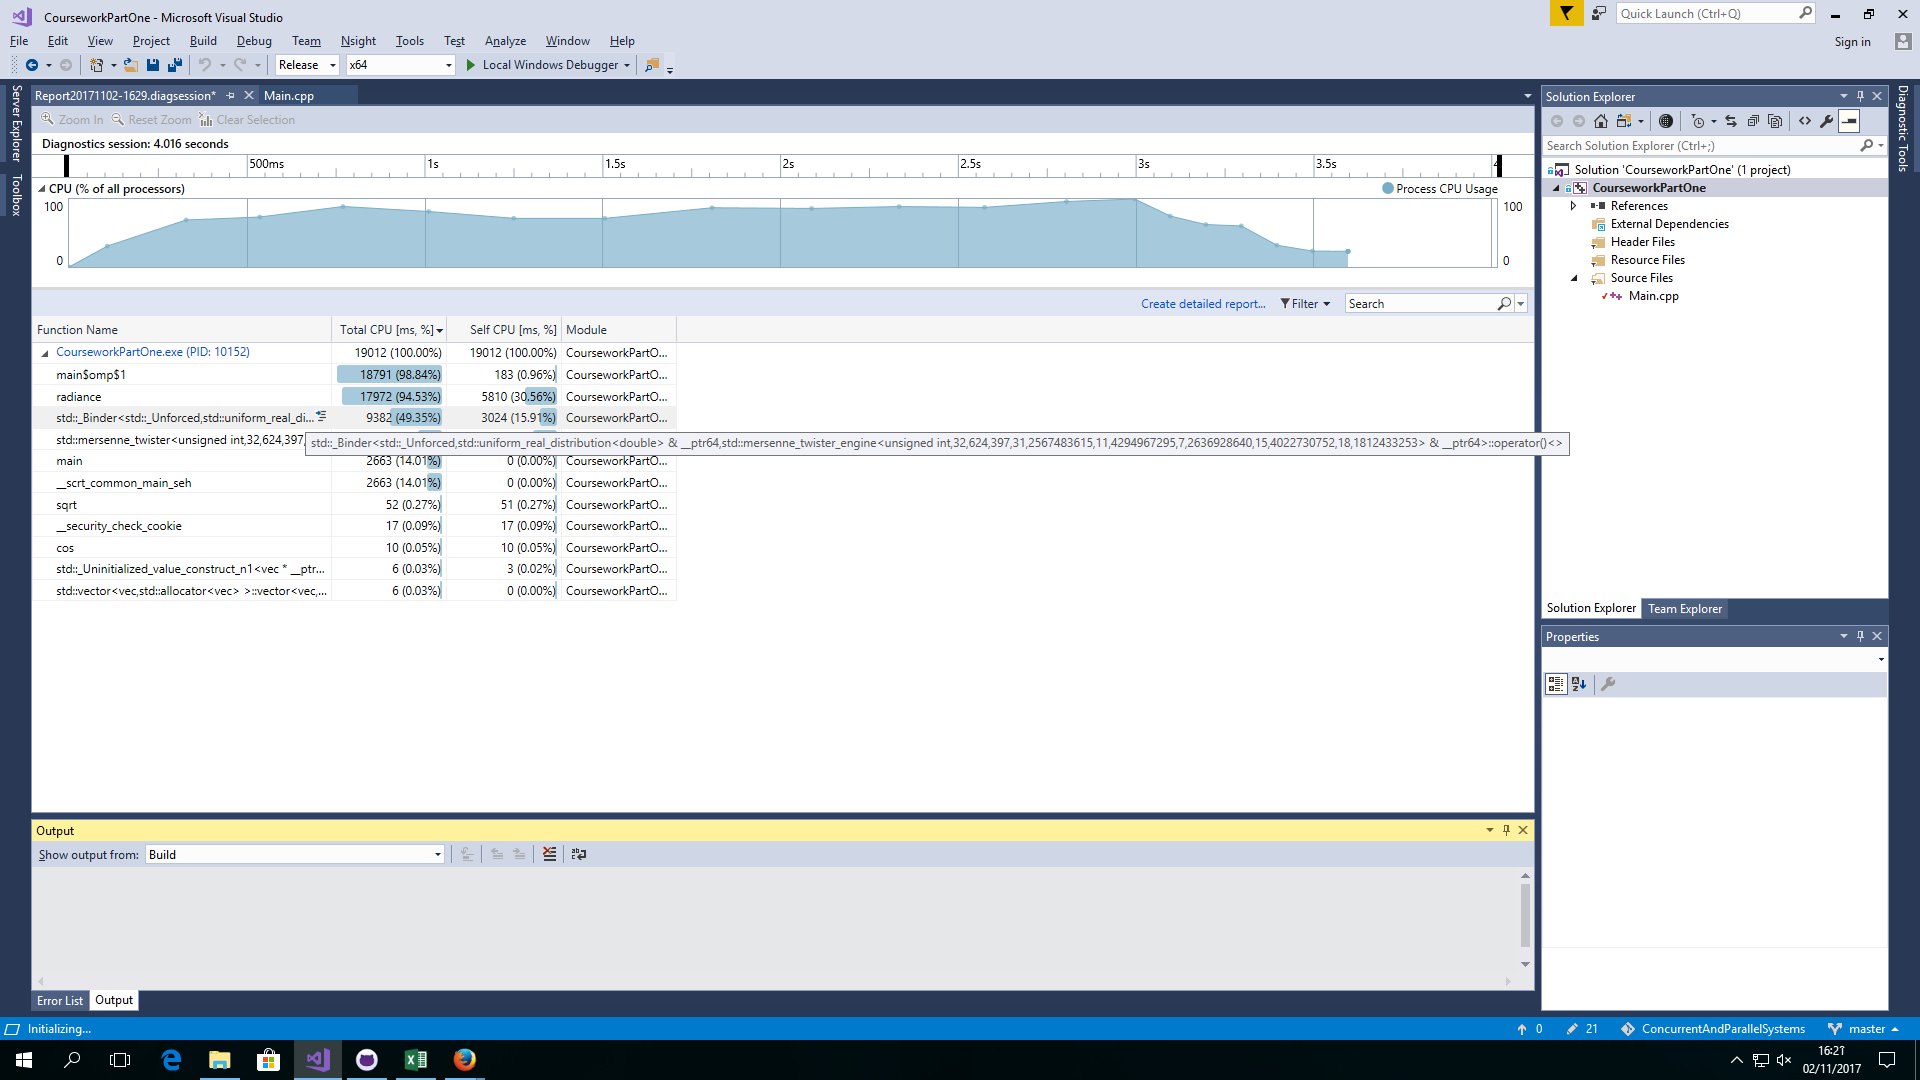 CourseworkPartOne - Microsoft Visual Studio
Quick Launch (Ctrl+Q)
File Edit View Project Build Debug Team Nsight Tools Test Analyze Window Help
Sign in
Release x64 Local Windows Debugger
Server Explorer
Toolbox
Report20171102-1629.diagsession* Main.cpp
Zoom In Reset Zoom Clear Selection
Diagnostics session: 4.016 seconds
500ms 1s 1.5s 2s 2.5s 3s 3.5s 4
CPU (% of all processors) Process CPU Usage
100 100
0 0
Create detailed report... Filter Search
Function Name Total CPU [ms, %] Self CPU [ms, %] Module
CourseworkPartOne.exe (PID: 10152) 19012 (100.00%) 19012 (100.00%) CourseworkPartO...
main$omp$1 18791 (98.84%) 183 (0.96%) CourseworkPartO...
radiance 17972 (94.53%) 5810 (30.56%) CourseworkPartO...
std::_Binder<std::_Unforced,std::uniform_real_di... 9382 (49.35%) 3024 (15.91%) CourseworkPartO...
std::mersenne_twister<unsigned int,32,624,397,
std::_Binder<std::_Unforced,std::uniform_real_distribution<double> & __ptr64,std::mersenne_twister_engine<unsigned int,32,624,397,31,2567483615,11,4294967295,7,2636928640,15,4022730752,18,1812433253> & __ptr64>::operator()<>
main 2663 (14.01%) 0 (0.00%) CourseworkPartO...
__scrt_common_main_seh 2663 (14.01%) 0 (0.00%) CourseworkPartO...
sqrt 52 (0.27%) 51 (0.27%) CourseworkPartO...
__security_check_cookie 17 (0.09%) 17 (0.09%) CourseworkPartO...
cos 10 (0.05%) 10 (0.05%) CourseworkPartO...
std::_Uninitialized_value_construct_n1<vec * __ptr... 6 (0.03%) 3 (0.02%) CourseworkPartO...
std::vector<vec,std::allocator<vec> >::vector<vec,... 6 (0.03%) 0 (0.00%) CourseworkPartO...
Output
Show output from: Build
Error List Output
Solution Explorer
Search Solution Explorer (Ctrl+;)
Solution 'CourseworkPartOne' (1 project)
CourseworkPartOne
References
External Dependencies
Header Files
Resource Files
Source Files
Main.cpp
Solution Explorer Team Explorer
Properties
Diagnostic Tools
Initializing... 0 21 ConcurrentAndParallelSystems master
16:21
02/11/2017